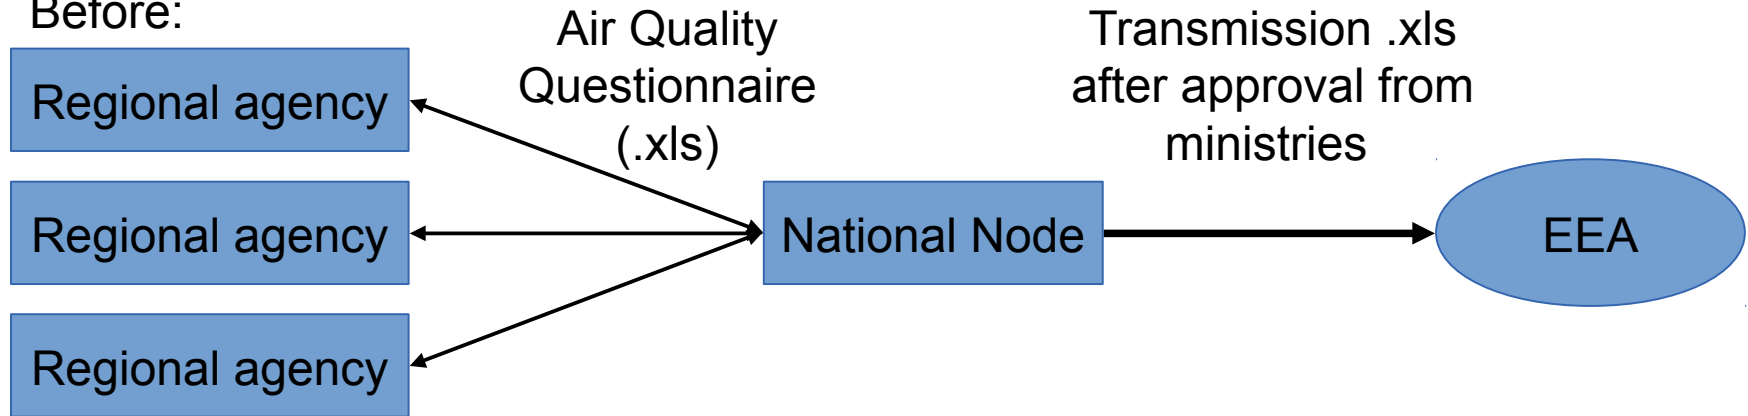 Before:
Air Quality
Questionnaire
(.xls)
Transmission .xls
after approval from
ministries
Regional agency
Regional agency
Regional agency
National Node
EEA